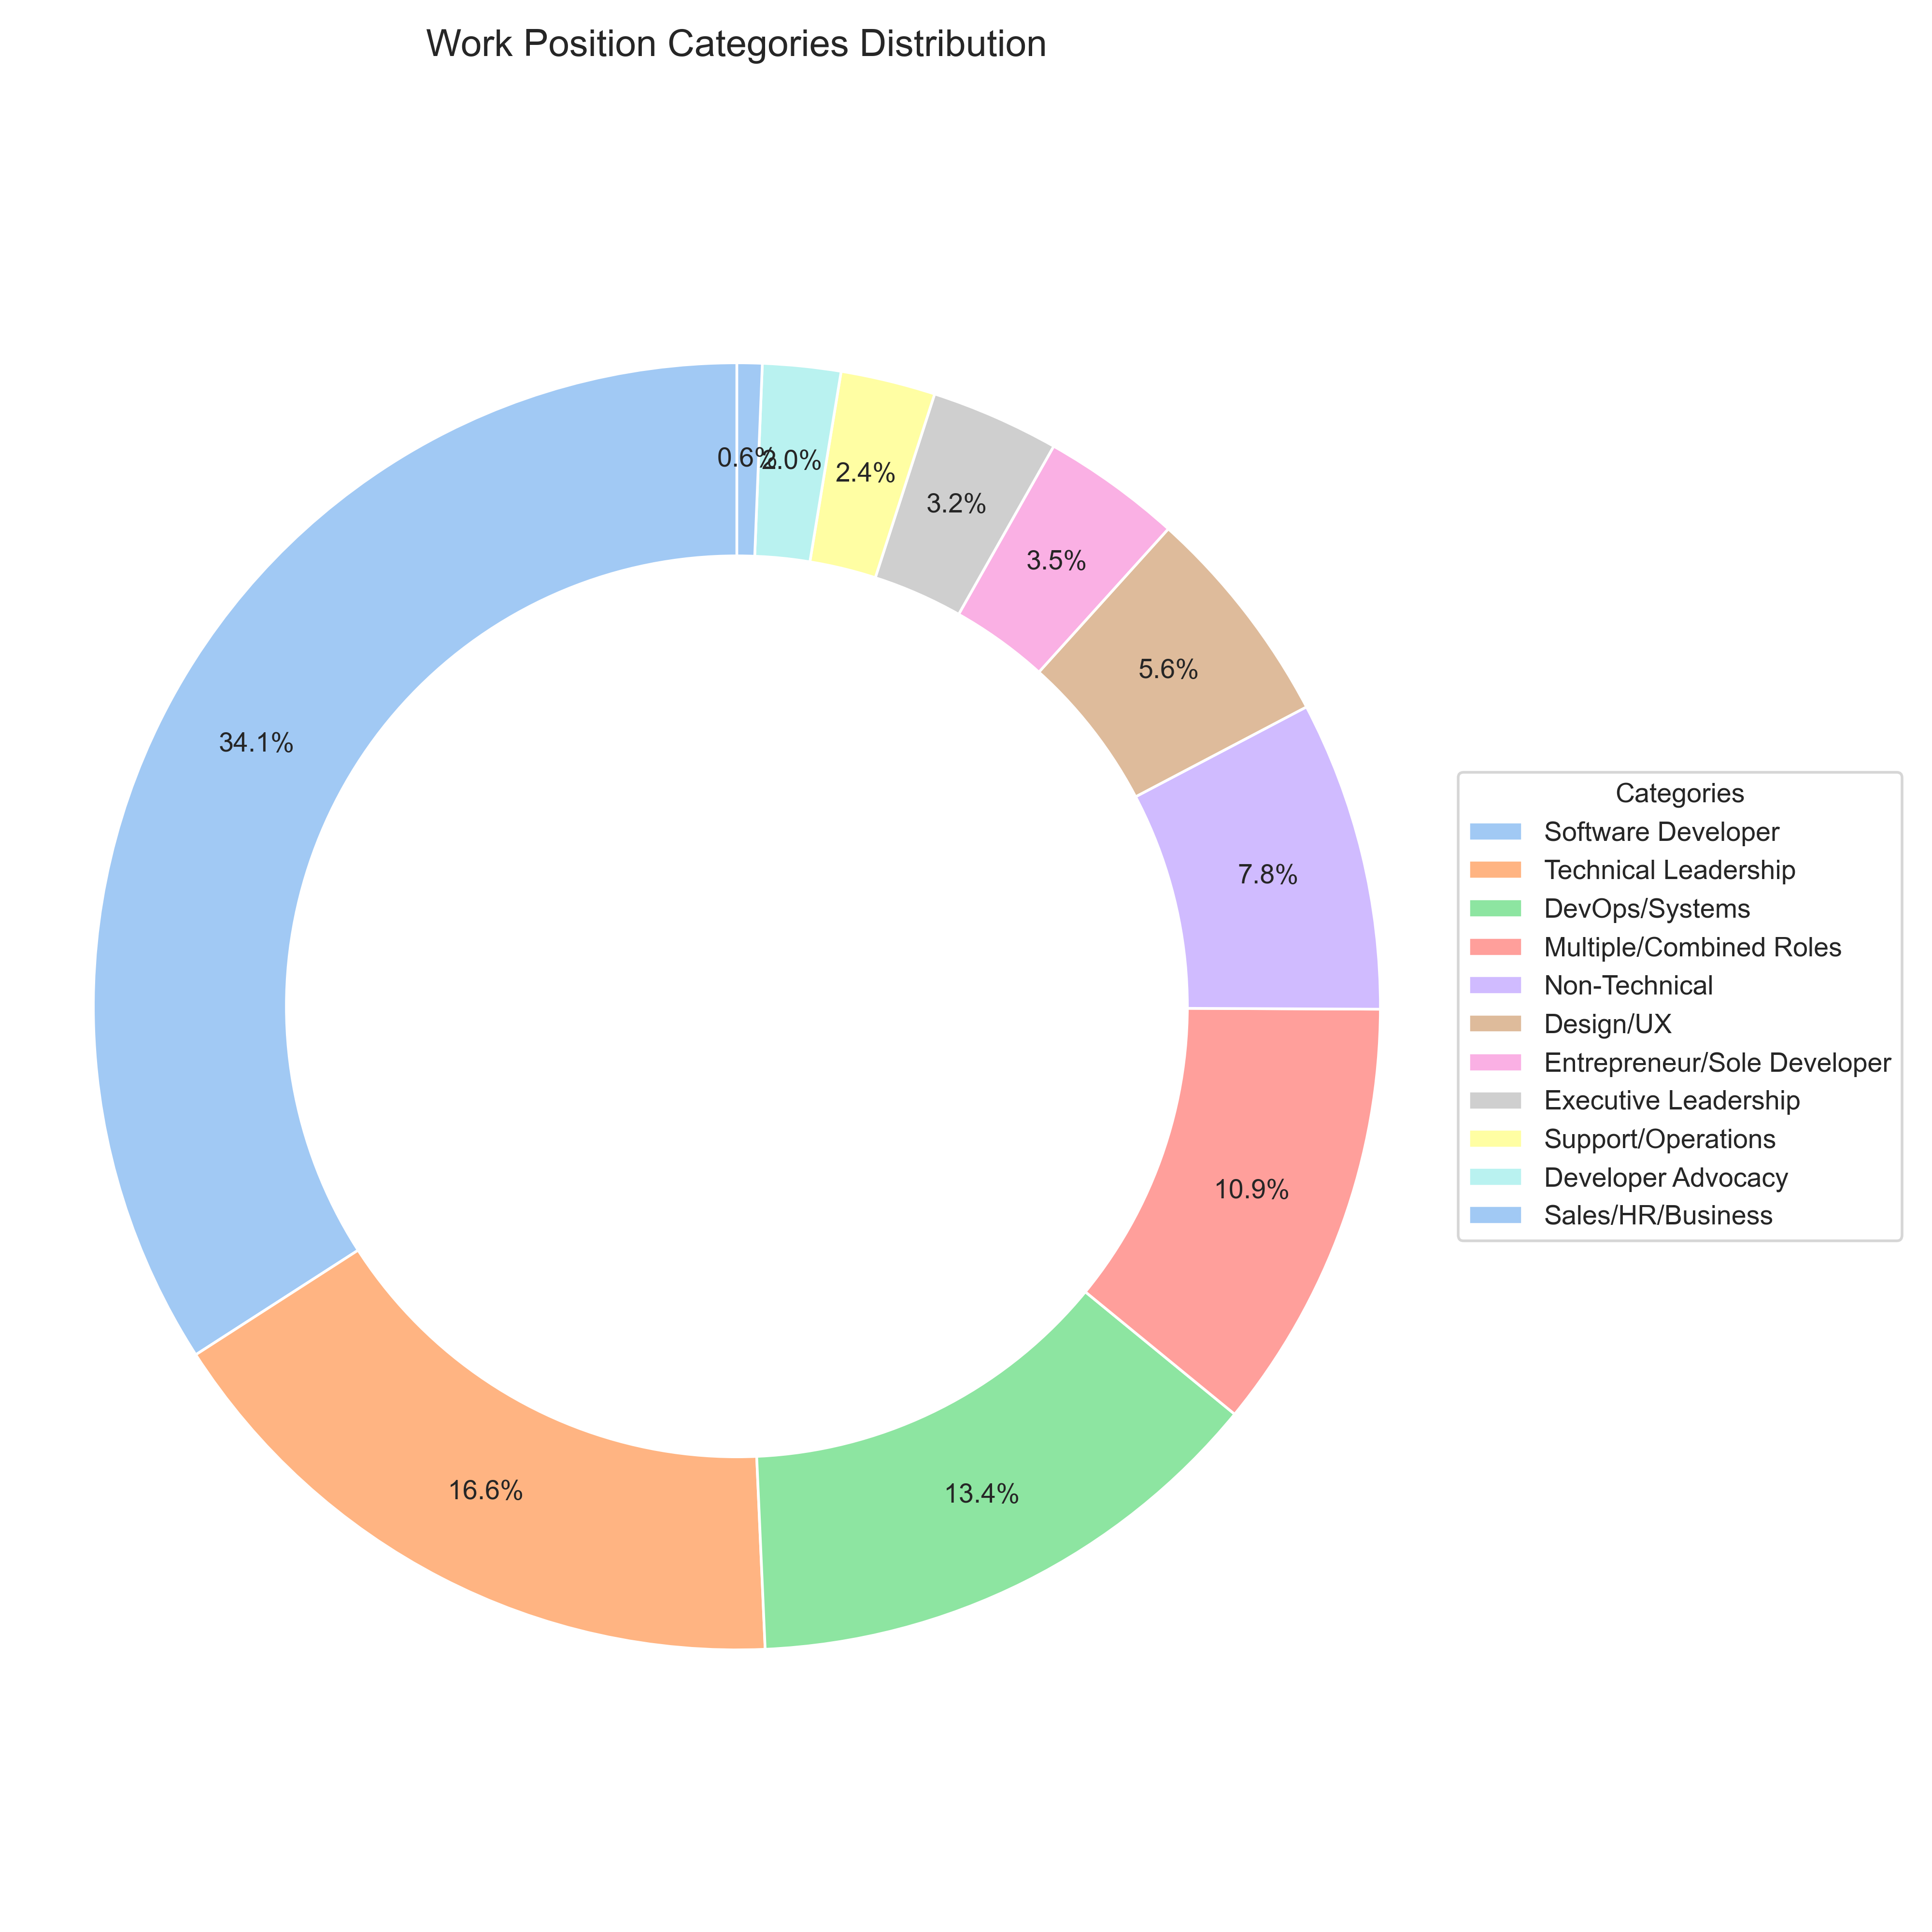 Work Position Categories Distribution
0.6%
2.0%
2.4%
3.2%
3.5%
5.6%
34.1%
7.8%
10.9%
16.6%
13.4%
Categories
Software Developer
Technical Leadership
DevOps/Systems
Multiple/Combined Roles
Non-Technical
Design/UX
Entrepreneur/Sole Developer
Executive Leadership
Support/Operations
Developer Advocacy
Sales/HR/Business